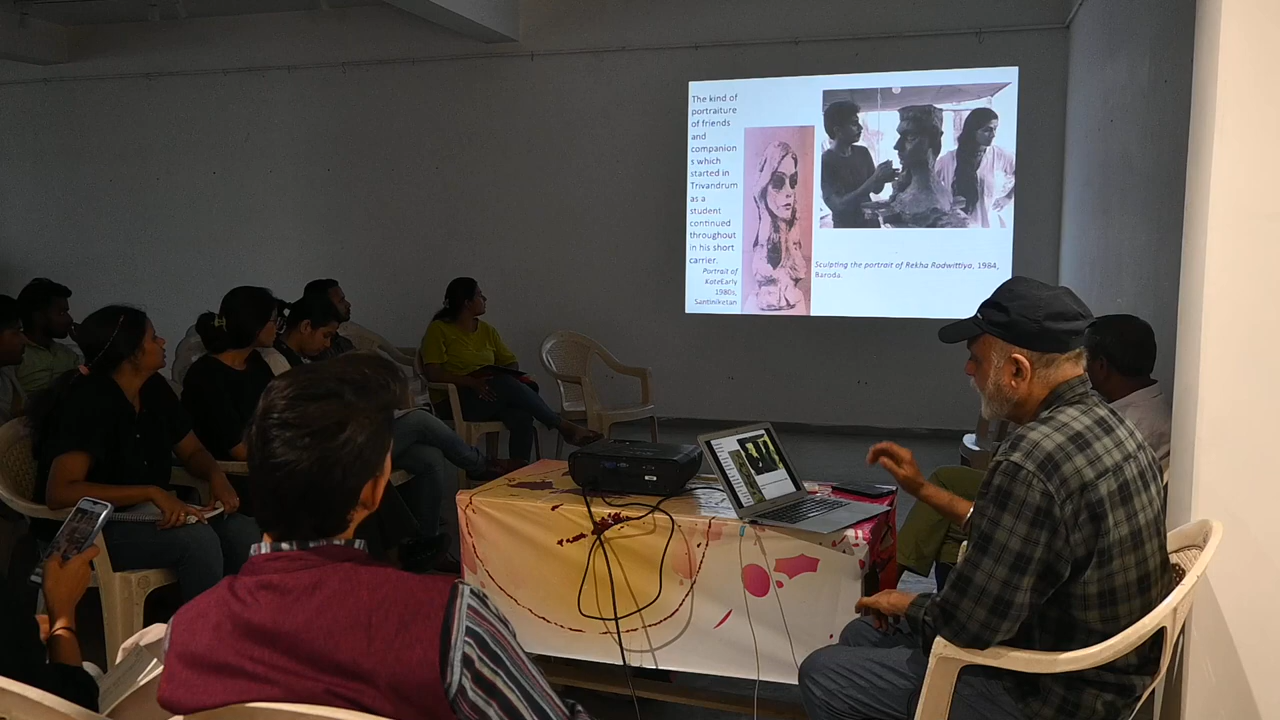 The kind of
portraiture
of friends
and
companion
s which
started in
Trivandrum
as a
student
continued
throughout
in his short
carrier.
Portrait of
KateEarly
1980s,
Santiniketan
Sculpting the portrait of Rekha Rodwittiya, 1984,
Baroda.